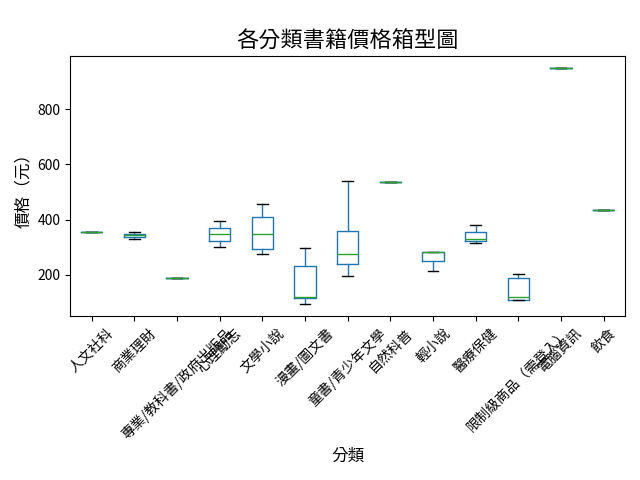 各分類書籍價格箱型圖
價格（元）
800
600
400
200
人文社科
商業理財
專業/教科書/政府出版品
心理勵志
文學小說
漫畫/圖文書
童書/青少年文學
自然科普
輕小說
醫療保健
限制級商品（需登入）
電腦資訊
飲食
分類